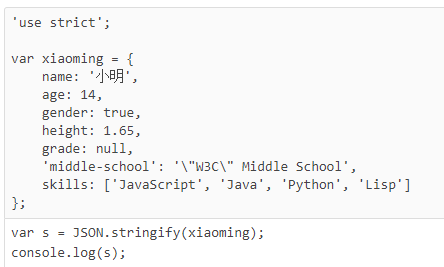 'use strict';
var xiaoming = {
    name: '小明',
    age: 14,
    gender: true,
    height: 1.65,
    grade: null,
    'middle-school': '\"W3C\" Middle School',
    skills: ['JavaScript', 'Java', 'Python', 'Lisp']
};
var s = JSON.stringify(xiaoming);
console.log(s);